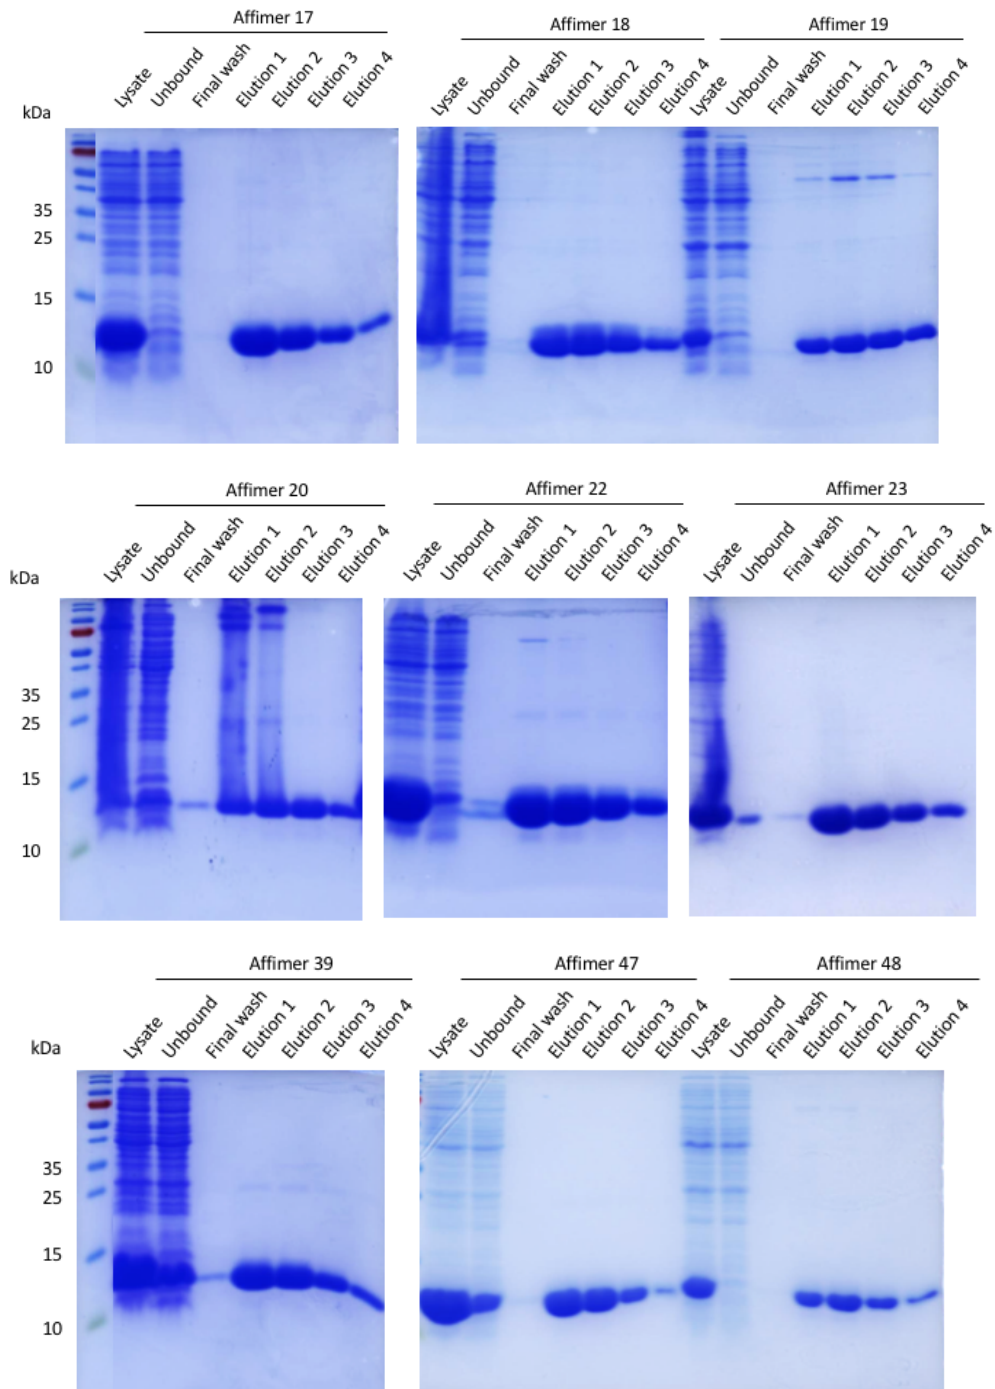 Affimer 17
Affimer 18
Affimer 19
Lysate
Unbound
Final wash
Elution 1
Elution 2
Elution 3
Elution 4
Lysate
Unbound
Final wash
Elution 1
Elution 2
Elution 3
Elution 4
Lysate
Unbound
Final wash
Elution 1
Elution 2
Elution 3
Elution 4
kDa
35
25
15
10
Affimer 20
Affimer 22
Affimer 23
Lysate
Unbound
Final wash
Elution 1
Elution 2
Elution 3
Elution 4
Lysate
Unbound
Final wash
Elution 1
Elution 2
Elution 3
Elution 4
Lysate
Unbound
Final wash
Elution 1
Elution 2
Elution 3
Elution 4
kDa
35
25
15
10
Affimer 39
Affimer 47
Affimer 48
Lysate
Unbound
Final wash
Elution 1
Elution 2
Elution 3
Elution 4
Lysate
Unbound
Final wash
Elution 1
Elution 2
Elution 3
Elution 4
Lysate
Unbound
Final wash
Elution 1
Elution 2
Elution 3
Elution 4
kDa
35
25
15
10